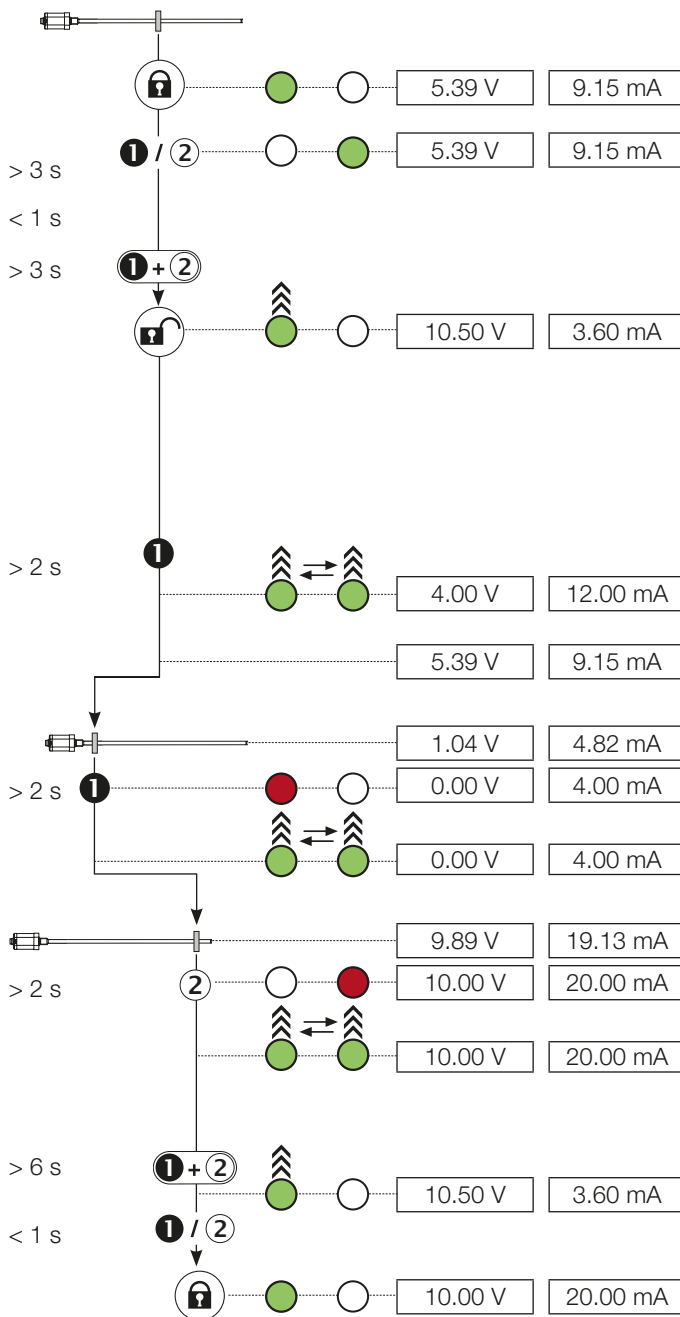 5.39 V 9.15 mA
> 3 s 1 / 2 5.39 V 9.15 mA
< 1 s
> 3 s 1 + 2
10.50 V 3.60 mA
> 2 s 1
4.00 V 12.00 mA
5.39 V 9.15 mA
1.04 V 4.82 mA
> 2 s 1 0.00 V 4.00 mA
0.00 V 4.00 mA
9.89 V 19.13 mA
> 2 s 2 10.00 V 20.00 mA
10.00 V 20.00 mA
> 6 s 1 + 2
10.50 V 3.60 mA
< 1 s 1 / 2
10.00 V 20.00 mA